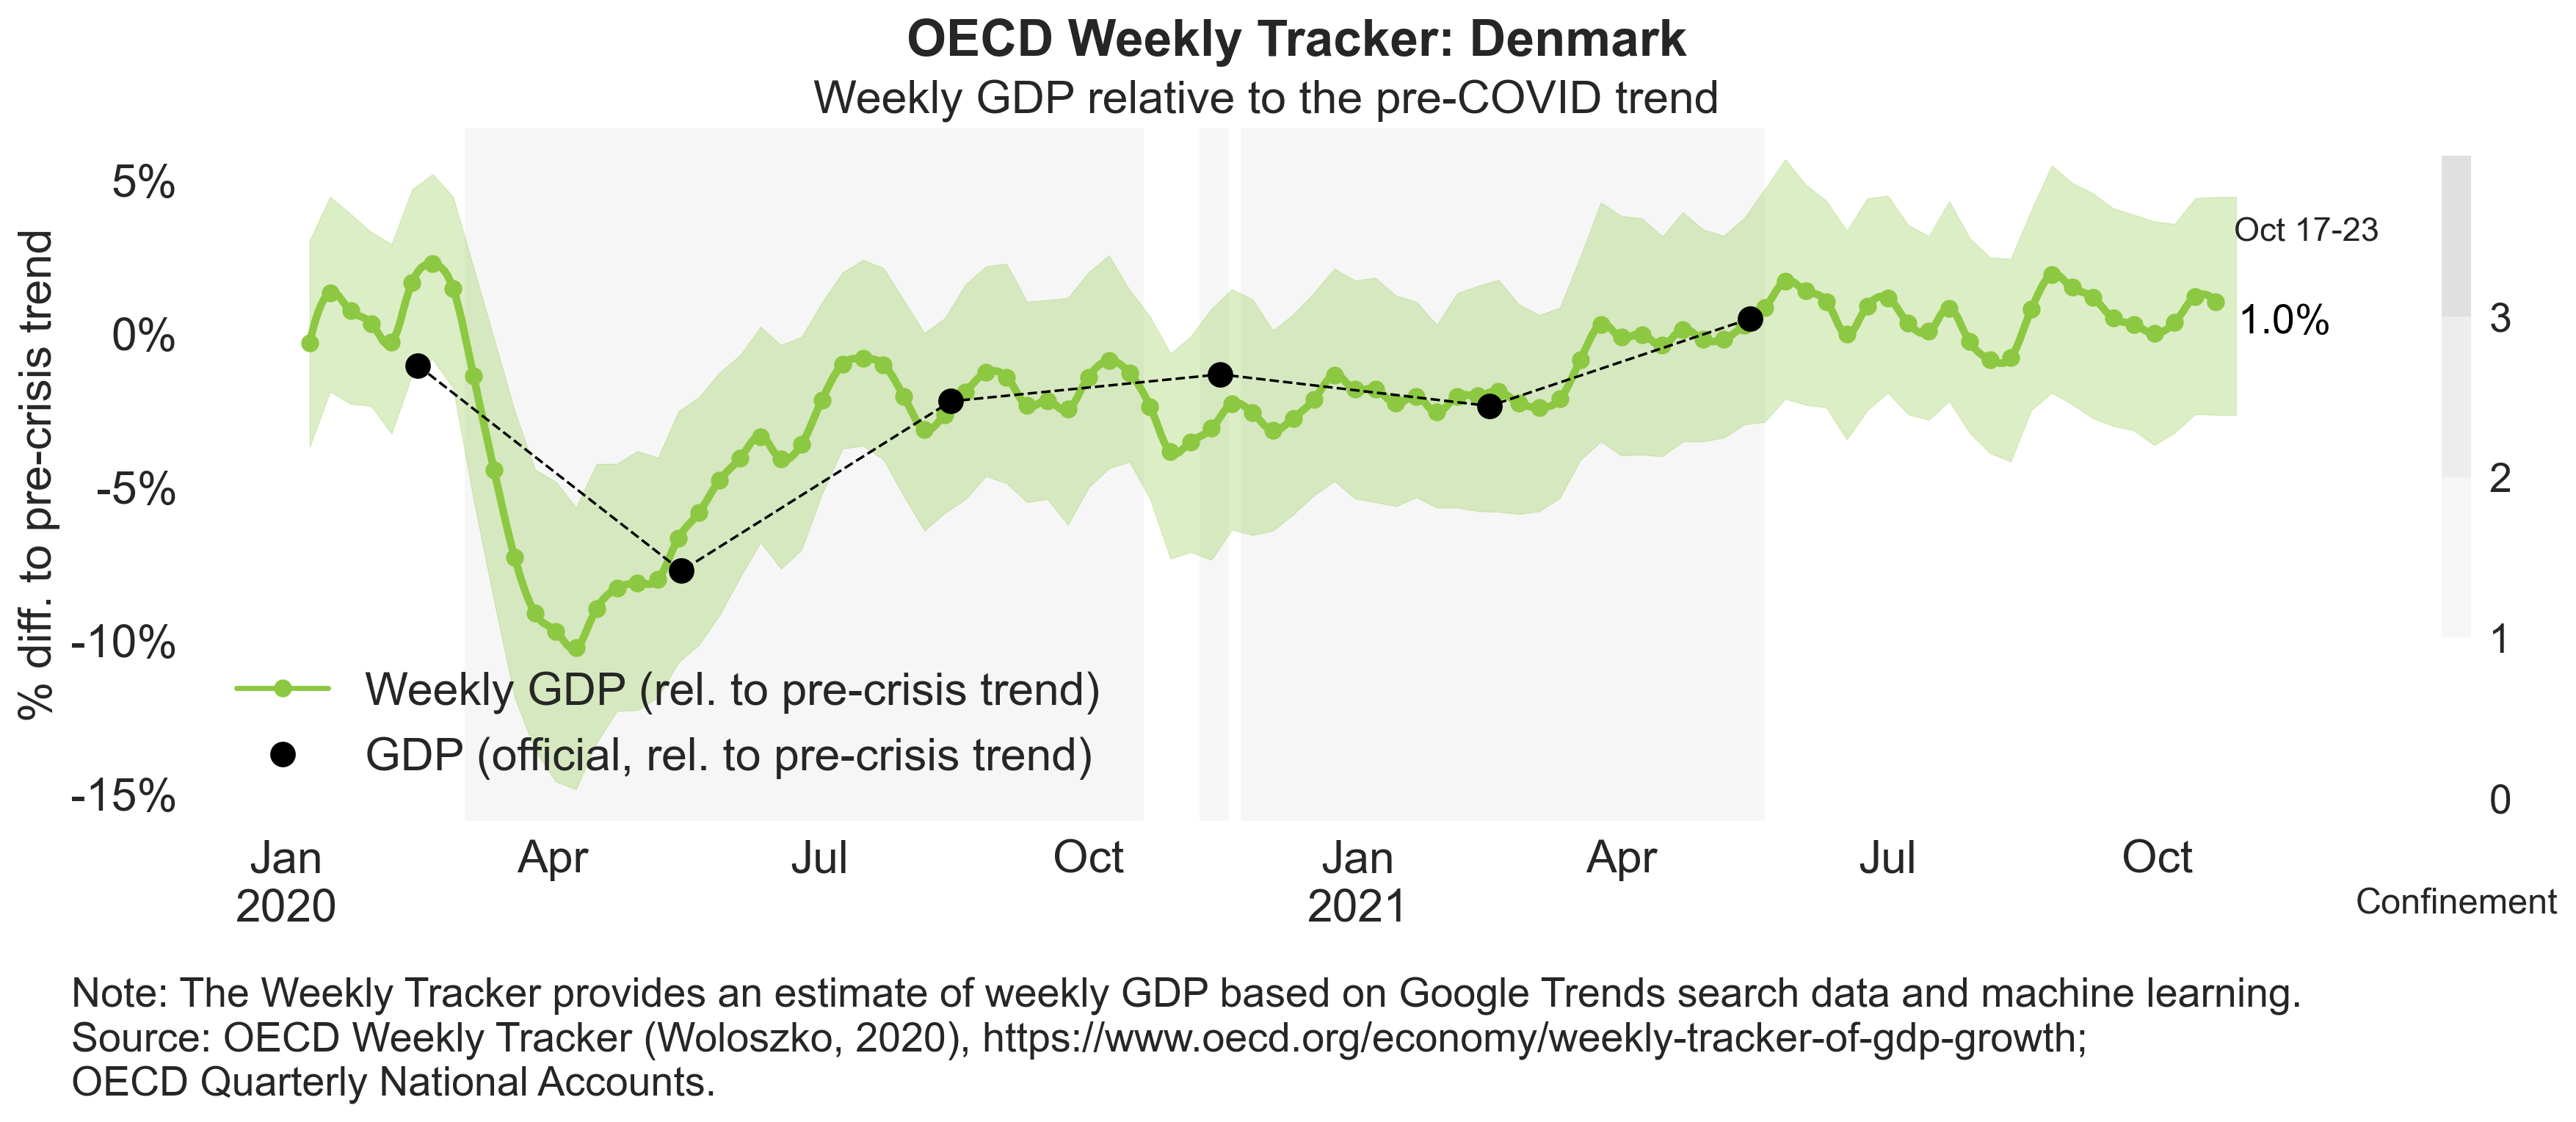 OECD Weekly Tracker: Denmark
Weekly GDP relative to the pre-COVID trend
% diff. to pre-crisis trend
5%
0%
-5%
-10%
-15%
Weekly GDP (rel. to pre-crisis trend)
GDP (official, rel. to pre-crisis trend)
Oct 17-23
1.0%
3
2
1
0
Confinement
Jan Apr Jul Oct Jan Apr Jul Oct
2020 2021
Note: The Weekly Tracker provides an estimate of weekly GDP based on Google Trends search data and machine learning.
Source: OECD Weekly Tracker (Woloszko, 2020), https://www.oecd.org/economy/weekly-tracker-of-gdp-growth;
OECD Quarterly National Accounts.